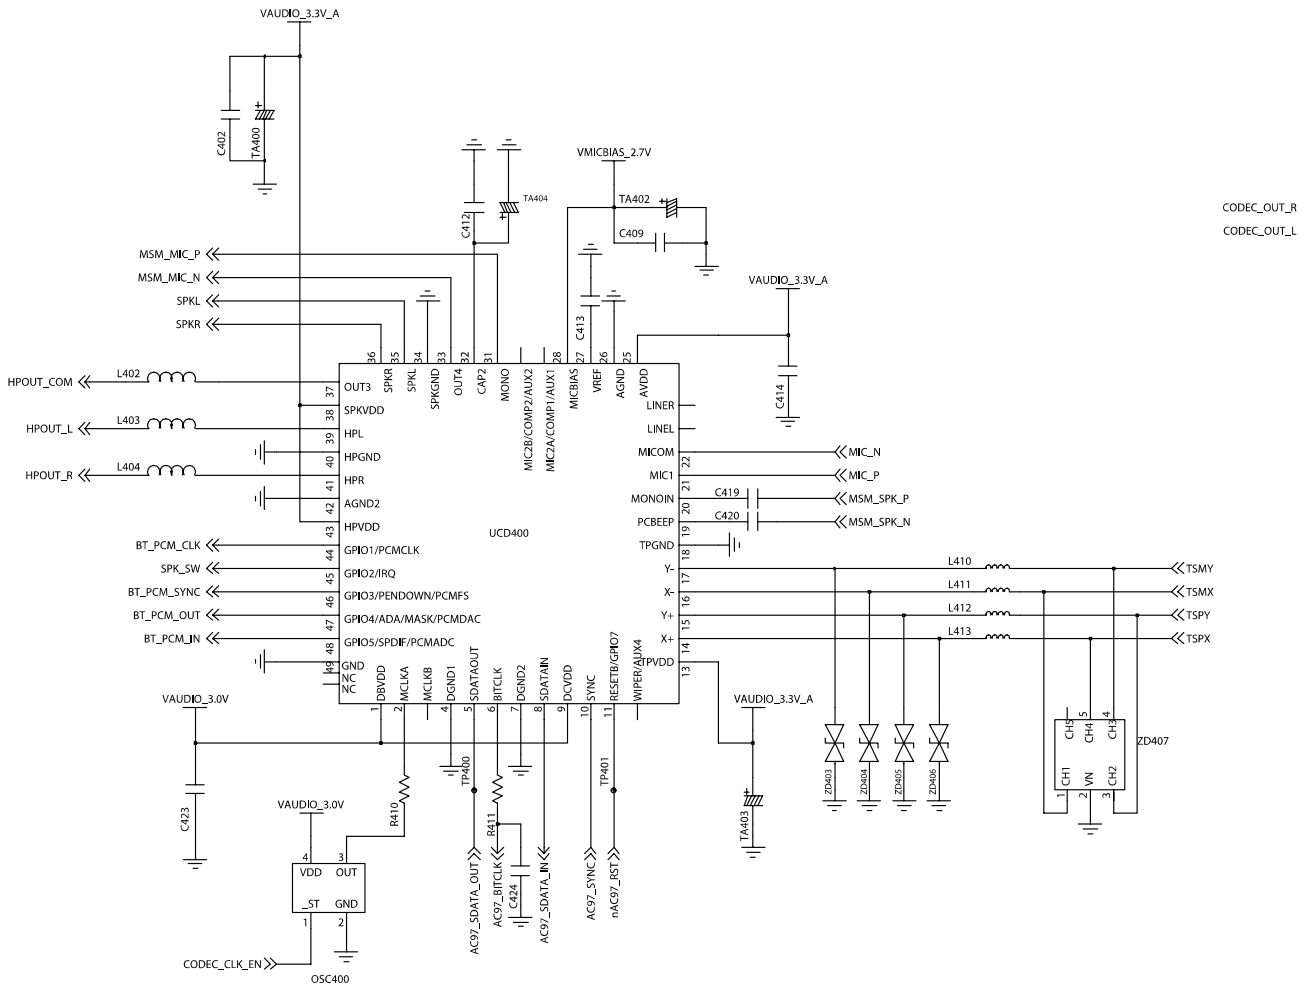 VAUDIO_3.3V_A
C402
TA400
C412
TA404
VMICBIAS_2.7V
TA402
C409
C413
CODEC_OUT_R
CODEC_OUT_L
VAUDIO_3.3V_A
C414
MSM_MIC_P
MSM_MIC_N
SPKL
SPKR
36
35
34
33
32
31
28
27
26
25
SPKR
SPKL
SPKGND
OUT4
CAP2
MONO
MIC2B/COMP2/AUX2
MIC2A/COMP1/AUX1
MICBIAS
VREF
AGND
AVDD
HPOUT_COM
L402
37
OUT3
38
SPKVDD
HPOUT_L
L403
39
HPL
40
HPGND
HPOUT_R
L404
41
HPR
42
AGND2
43
HPVDD
BT_PCM_CLK
44
GPIO1/PCMCLK
SPK_SW
45
GPIO2/IRQ
BT_PCM_SYNC
46
GPIO3/PENDOWN/PCMFS
BT_PCM_OUT
47
GPIO4/ADA/MASK/PCMDAC
BT_PCM_IN
48
GPIO5/SPDIF/PCMADC
49
GND
NC
NC
UCD400
LINER
LINEL
MICOM
22
MIC_N
MIC1
21
MIC_P
MONOIN
20
C419
MSM_SPK_P
PCBEEP
19
C420
MSM_SPK_N
TPGND
18
Y-
17
L410
TSMY
X-
16
L411
TSMX
Y+
15
L412
TSPY
X+
14
L413
TSPX
TPVDD
13
DBVDD
MCLKA
MCLKB
DGND1
SDATAOUT
BITCLK
DGND2
SDATAIN
DCVDD
SYNC
RESETB/GPIO7
WIPER/AUX4
1
2
4
5
6
7
8
9
10
11
VAUDIO_3.0V
C423
VAUDIO_3.0V
R410
4
3
VDD
OUT
_ST
GND
1
2
CODEC_CLK_EN
OSC400
TP400
R411
TP401
C424
AC97_SDATA_OUT
AC97_BITCLK
AC97_SDATA_IN
AC97_SYNC
nAC97_RST
VAUDIO_3.3V_A
TA403
ZD403
ZD404
ZD405
ZD406
5
4
CH5
CH4
CH3
ZD407
CH1
VN
CH2
1
2
3